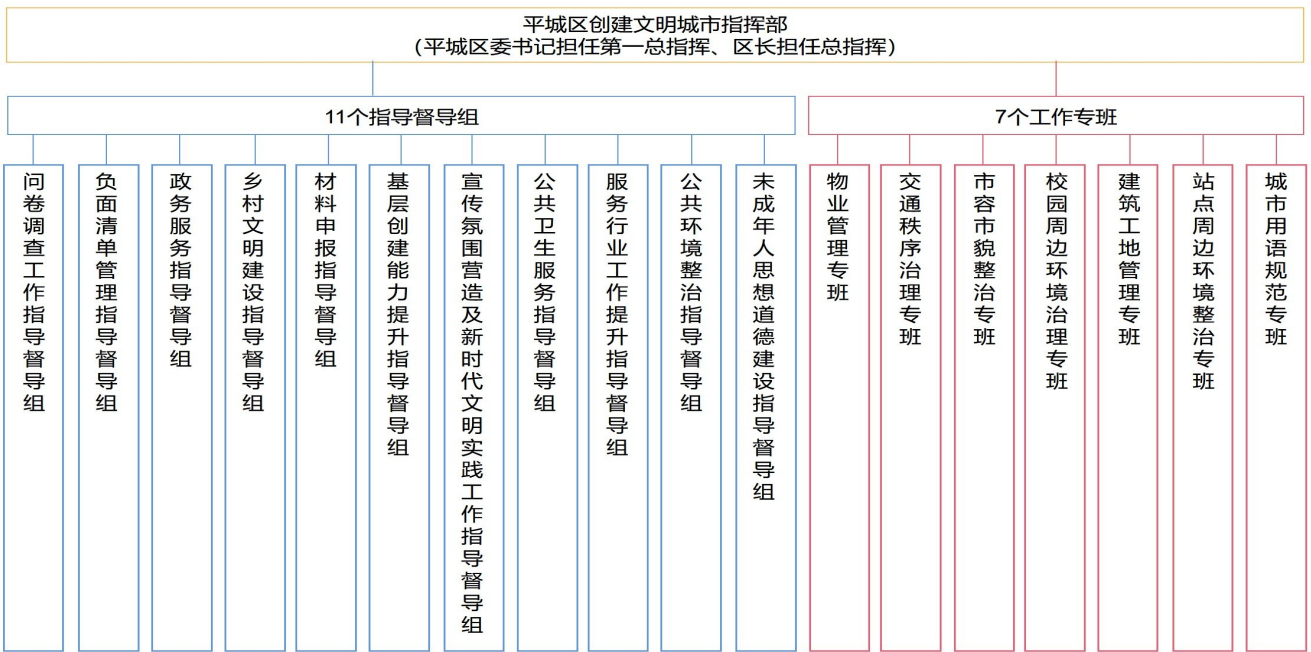 平城区创建文明城市指挥部
（平城区委书记担任第一总指挥、区长担任总指挥）
11个指导督导组
7个工作专班
问卷调查工作指导督导组
负面清单管理指导督导组
政务服务指导督导组
乡村文明建设指导督导组
材料申报指导督导组
基层创建能力提升指导督导组
宣传氛围营造及新时代文明实践工作指导督导组
公共卫生服务指导督导组
服务行业工作提升指导督导组
公共环境整治指导督导组
未成年人思想道德建设指导督导组
物业管理专班
交通秩序治理专班
市容市貌整治专班
校园周边环境治理专班
建筑工地管理专班
站点周边环境整治专班
城市用语规范专班